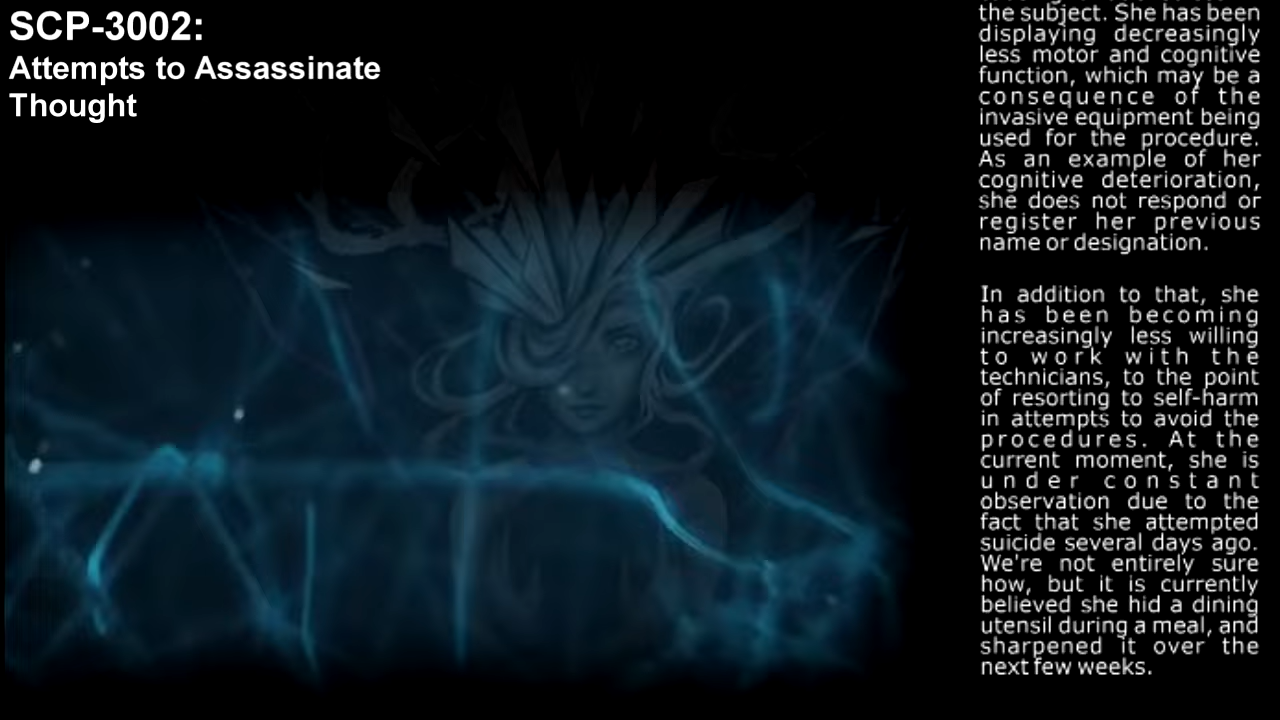 SCP-3002:
Attempts to Assassinate
Thought
the subject. She has been
displaying decreasingly
less motor and cognitive
function, which may be a
consequence of the
invasive equipment being
used for the procedure.
As an example of her
cognitive deterioration,
she does not respond or
register her previous
name or designation.
In addition to that, she
has been becoming
increasingly less willing
to work with the
technicians, to the point
of resorting to self-harm
in attempts to avoid the
procedures. At the
current moment, she is
under constant
observation due to the
fact that she attempted
suicide several days ago.
We're not entirely sure
how, but it is currently
believed she hid a dining
utensil during a meal, and
sharpened it over the
next few weeks.